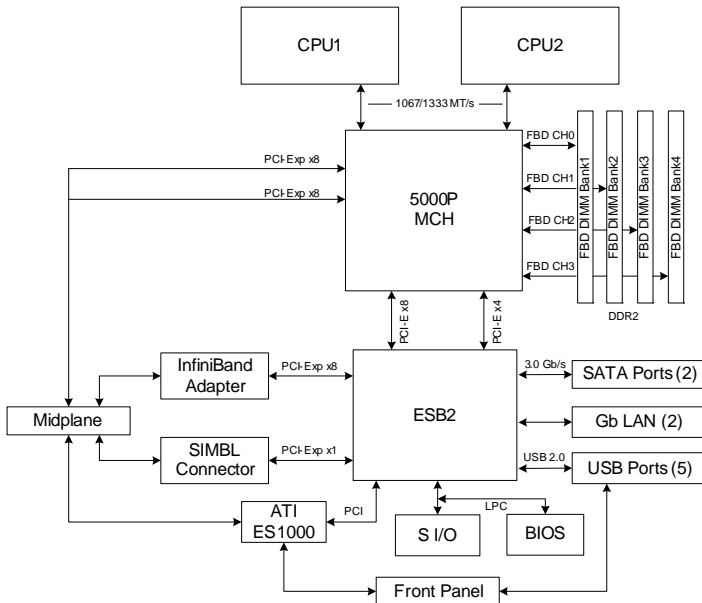 CPU1
CPU2
1067/1333 MT/s
PCI-Exp x8
PCI-Exp x8
5000P
MCH
FBD CH0
FBD CH1
FBD CH2
FBD CH3
FBD DIMM Bank1
FBD DIMM Bank2
FBD DIMM Bank3
FBD DIMM Bank4
DDR2
PCI-E x8
PCI-E x4
InfiniBand
Adapter
PCI-Exp x8
ESB2
3.0 Gb/s
SATA Ports (2)
Midplane
Gb LAN (2)
SIMBL
Connector
PCI-Exp x1
USB 2.0
USB Ports (5)
ATI
ES1000
PCI
LPC
S I/O
BIOS
Front Panel